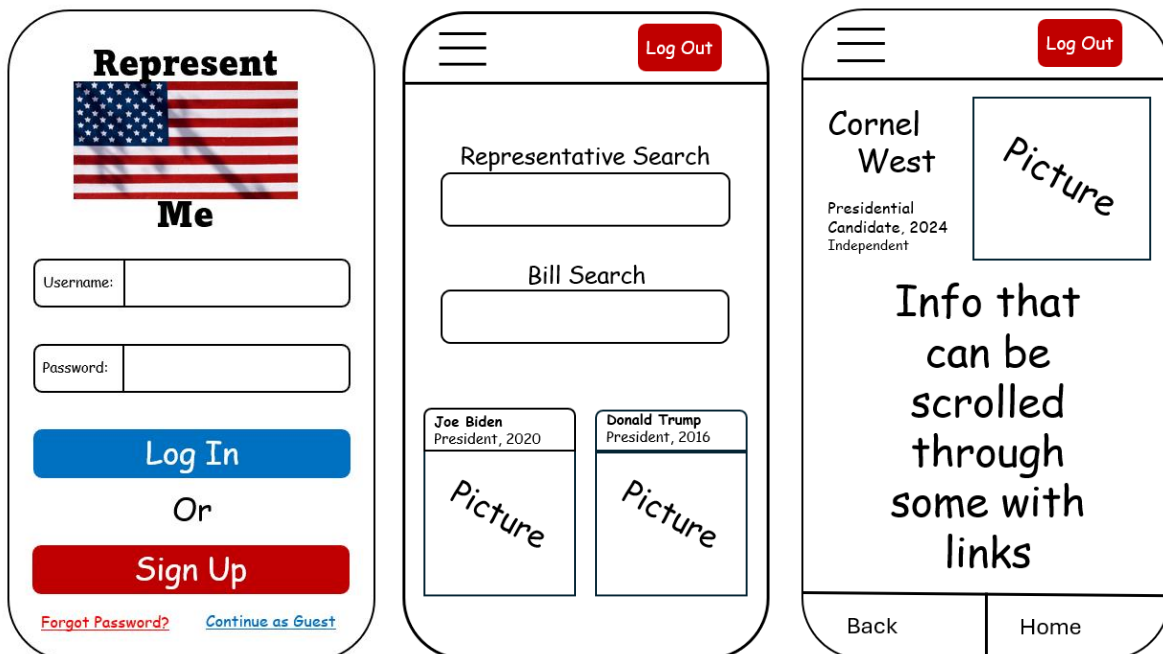 Represent
Me
Username:
Password:
Log In
Or
Sign Up
Forgot Password?
Continue as Guest
Log Out
Representative Search
Bill Search
Joe Biden
President, 2020
Picture
Donald Trump
President, 2016
Picture
Log Out
Cornel
West
Presidential
Candidate, 2024
Independent
Picture
Info that
can be
scrolled
through
some with
links
Back
Home